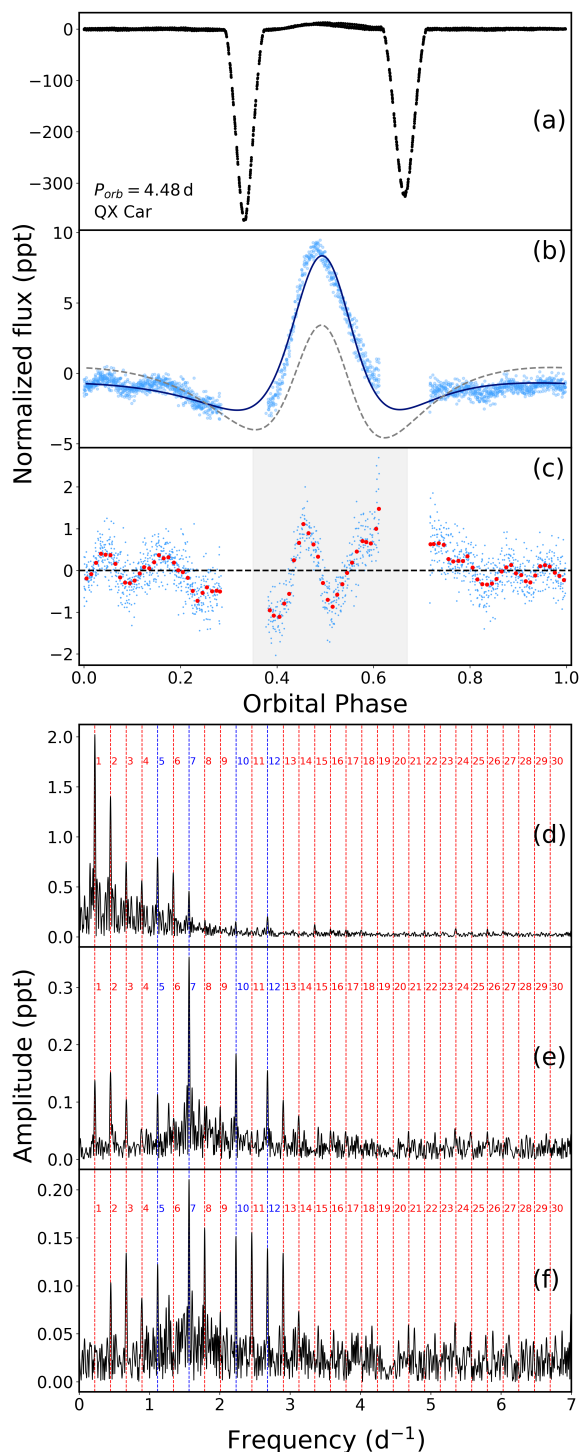 0
−100
−200
−300
(a)
P_orb = 4.48 d
QX Car
10
5
0
−5
(b)
Normalized flux (ppt)
2
1
0
−1
−2
(c)
0.0 0.2 0.4 0.6 0.8 1.0
Orbital Phase
2.0
1.5
1.0
0.5
0.0
1 2 3 4 5 6 7 8 9 10 11 12 13 14 15 16 17 18 19 20 21 22 23 24 25 26 27 28 29 30
(d)
0.3
0.2
0.1
0.0
1 2 3 4 5 6 7 8 9 10 11 12 13 14 15 16 17 18 19 20 21 22 23 24 25 26 27 28 29 30
(e)
Amplitude (ppt)
0.20
0.15
0.10
0.05
0.00
1 2 3 4 5 6 7 8 9 10 11 12 13 14 15 16 17 18 19 20 21 22 23 24 25 26 27 28 29 30
(f)
0 1 2 3 4 5 6 7
Frequency (d⁻¹)